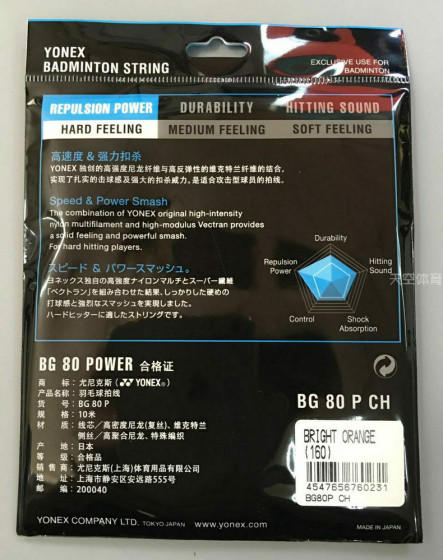 YONEX
BADMINTON STRING
EXCLUSIVE USE FOR
BADMINTON
REPULSION POWER
DURABILITY
HITTING SOUND
HARD FEELING
MEDIUM FEELING
SOFT FEELING
高速度 & 强力扣杀
YONEX 独创的高强度尼龙纤维与高反弹性的维克特兰纤维的结合,
实现了扎实的击球感及强大的扣杀威力。是适合攻击型球员的拍线。
Speed & Power Smash
The combination of YONEX original high-intensity
nylon multifilament and high-modulus Vectran provides
a solid feeling and powerful smash.
For hard hitting players.
スピード & パワースマッシュ。
ヨネックス独自の高強度ナイロンマルチとスーパー繊維
「ベクトラン」を組み合わせた結果、しっかりした硬めの
打球感と強烈なスマッシュを実現しました。
ハードヒッターに適したストリングです。
Durability
Repulsion
Power
Hitting
Sound
Control
Shock
Absorption
天空体育
BG 80 POWER 合格证
商 标: 尤尼克斯 (YONEX®)
产品名称: 羽毛球拍线
货 号: BG 80 P
规 格: 10米
材 质: 线芯/高密度尼龙(复丝)、维克特兰
侧丝/高聚合尼龙、特殊编织
产 地: 日本
等 级: 合格品
销 售 商: 尤尼克斯(上海)体育用品有限公司
地 址: 上海市静安区安远路555号
邮 编: 200040
BG 80 P CH
BRIGHT ORANGE
(160)
4547656760231
BG80P CH
YONEX COMPANY LTD. TOKYO JAPAN www.yonex.com MADE IN JAPAN